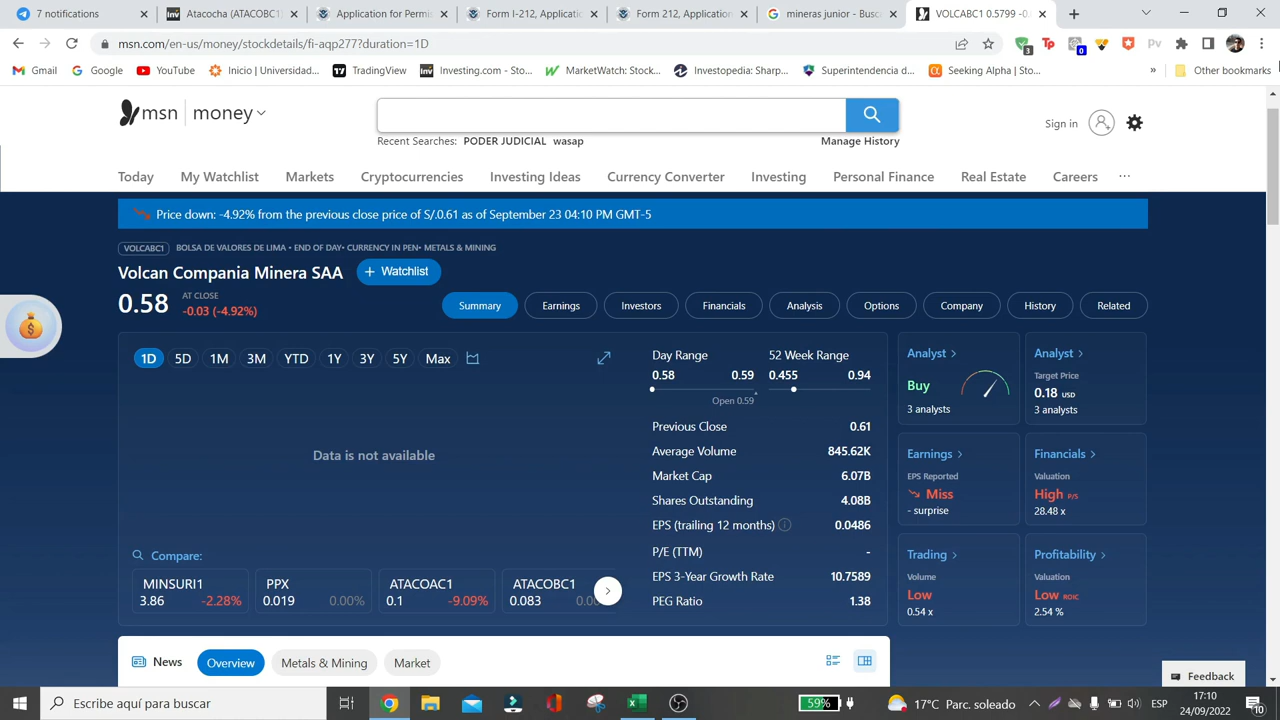 7 notifications
Atacocha (ATACOBC1)
Application for Permis
Form I-212, Applicatio
Form 212, Application
mineras junior - Busc
VOLCABC1 0.5799 -0.
msn.com/en-us/money/stockdetails/fi-aqp277?duration=1D
Gmail
Google
YouTube
Inicio | Universidad...
TradingView
Investing.com - Sto...
MarketWatch: Stock...
Investopedia: Sharp...
Superintendencia d...
Seeking Alpha | Sto...
Other bookmarks
msn | money
Sign in
Recent Searches: PODER JUDICIAL wasap
Manage History
Today My Watchlist Markets Cryptocurrencies Investing Ideas Currency Converter Investing Personal Finance Real Estate Careers ...
Price down: -4.92% from the previous close price of S/.0.61 as of September 23 04:10 PM GMT-5
VOLCABC1 BOLSA DE VALORES DE LIMA • END OF DAY• CURRENCY IN PEN• METALS & MINING
Volcan Compania Minera SAA
+ Watchlist
0.58
AT CLOSE
-0.03 (-4.92%)
Summary Earnings Investors Financials Analysis Options Company History Related
1D 5D 1M 3M YTD 1Y 3Y 5Y Max
Data is not available
Compare:
MINSURI1
3.86 -2.28%
PPX
0.019 0.00%
ATACOAC1
0.1 -9.09%
ATACOBC1
0.083 0.00
Day Range
0.58 0.59
Open 0.59
52 Week Range
0.455 0.94
Previous Close 0.61
Average Volume 845.62K
Market Cap 6.07B
Shares Outstanding 4.08B
EPS (trailing 12 months) 0.0486
P/E (TTM) -
EPS 3-Year Growth Rate 10.7589
PEG Ratio 1.38
Analyst
Buy
3 analysts
Analyst
Target Price
0.18 USD
3 analysts
Earnings
EPS Reported
Miss
- surprise
Financials
Valuation
High P/S
28.48 x
Trading
Volume
Low
0.54 x
Profitability
Valuation
Low ROIC
2.54 %
News
Overview
Metals & Mining
Market
Feedback
Escribe aquí para buscar
59%
17°C Parc. soleado
ESP
17:10
24/09/2022